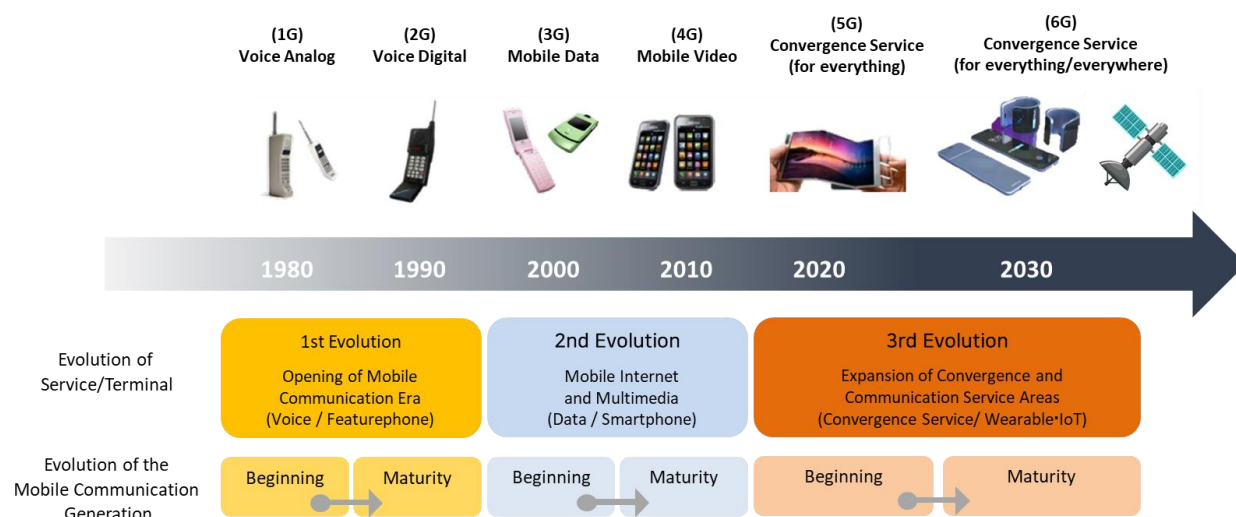 (1G)
Voice Analog
(2G)
Voice Digital
(3G)
Mobile Data
(4G)
Mobile Video
(5G)
Convergence Service
(for everything)
(6G)
Convergence Service
(for everything/everywhere)
1980
1990
2000
2010
2020
2030
Evolution of
Service/Terminal
1st Evolution
Opening of Mobile
Communication Era
(Voice / Featurephone)
2nd Evolution
Mobile Internet
and Multimedia
(Data / Smartphone)
3rd Evolution
Expansion of Convergence and
Communication Service Areas
(Convergence Service/ Wearable•IoT)
Evolution of the
Mobile Communication
Generation
Beginning
Maturity
Beginning
Maturity
Beginning
Maturity